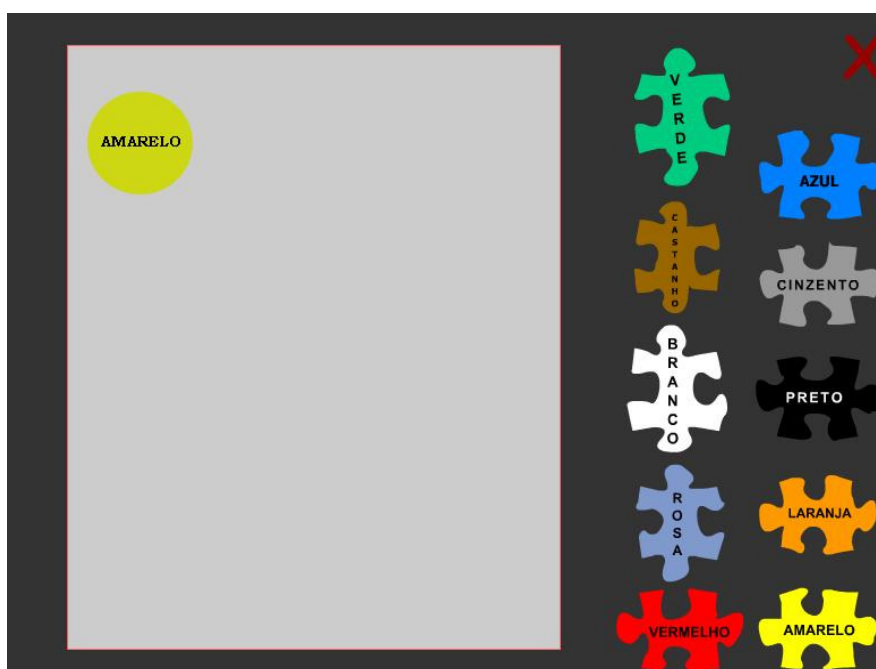 AMARELO
VERDE
AZUL
CASTANHO
CINZENTO
BRANCO
PRETO
ROSA
LARANJA
VERMELHO
AMARELO